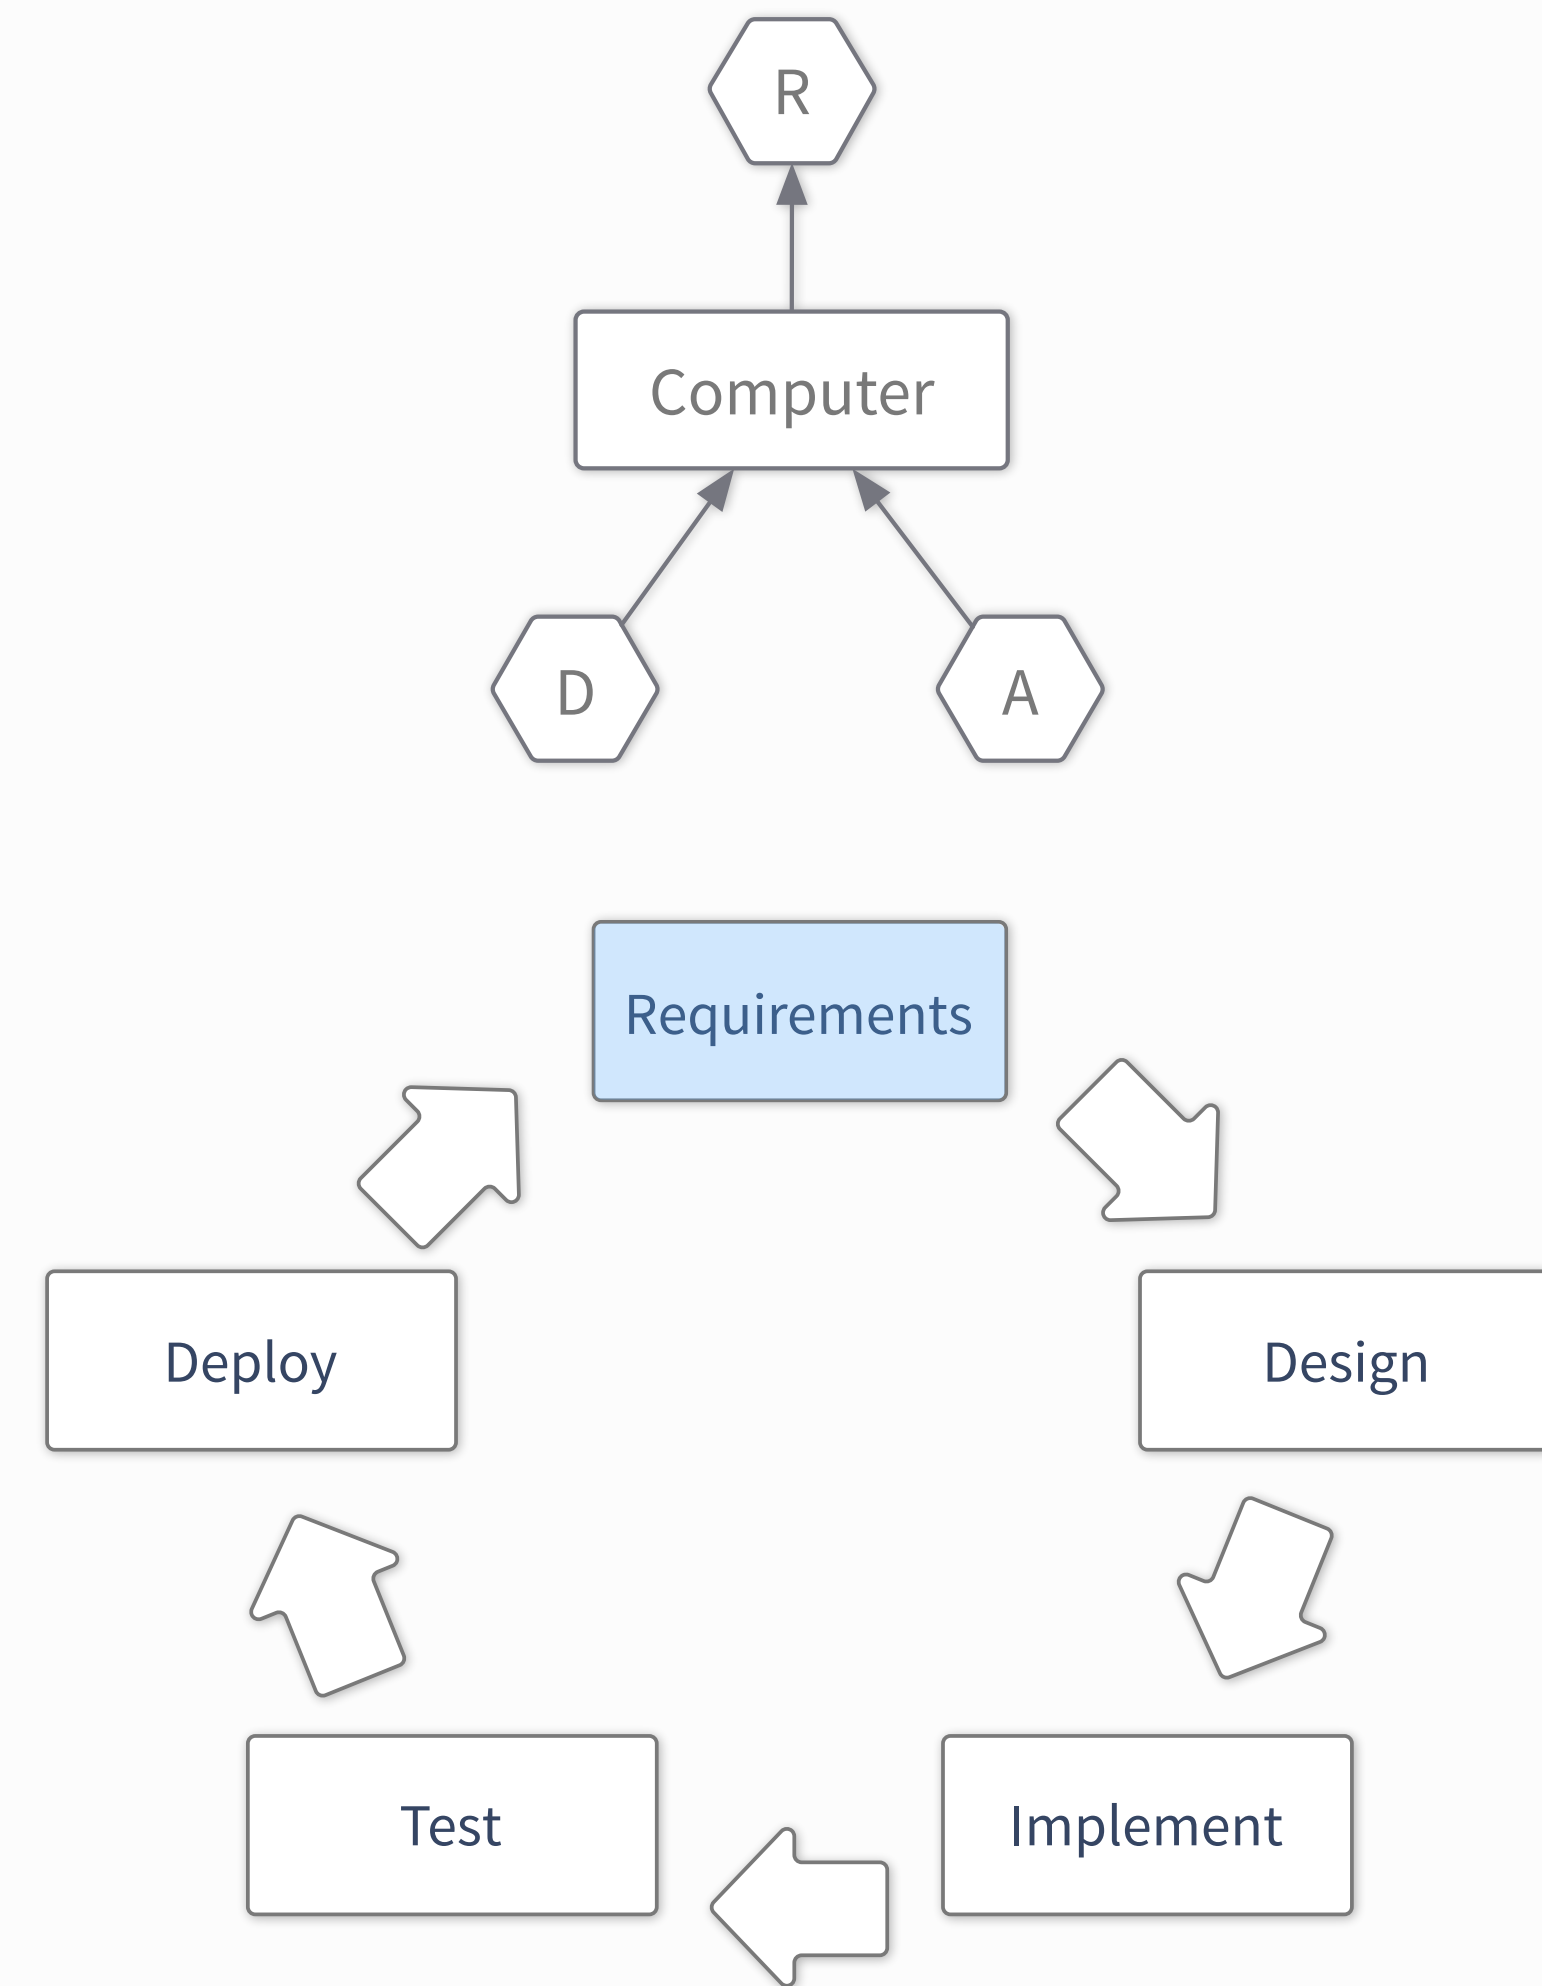 R
Computer
D
A
Requirements
Deploy
Design
Test
Implement